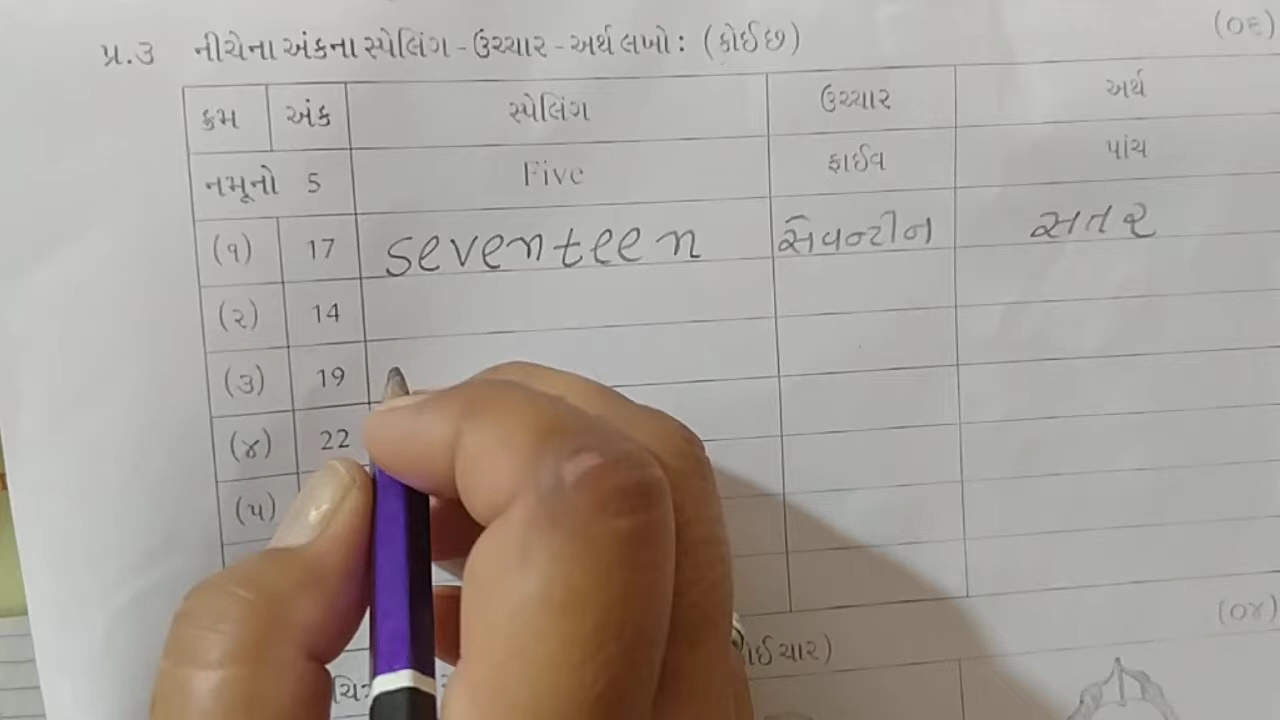 પ્ર.૩ નીચેના અંકના સ્પેલિંગ - ઉચ્ચાર - અર્થ લખો : (કોઈ છ) (૦૬)
ક્રમ અંક સ્પેલિંગ ઉચ્ચાર અર્થ
નમૂનો 5 Five ફાઈવ પાંચ
(૧) 17 seventeen સેવન્ટીન સતર
(૨) 14
(૩) 19
(૪) 22
(૫)
ચાર) (૦૪)